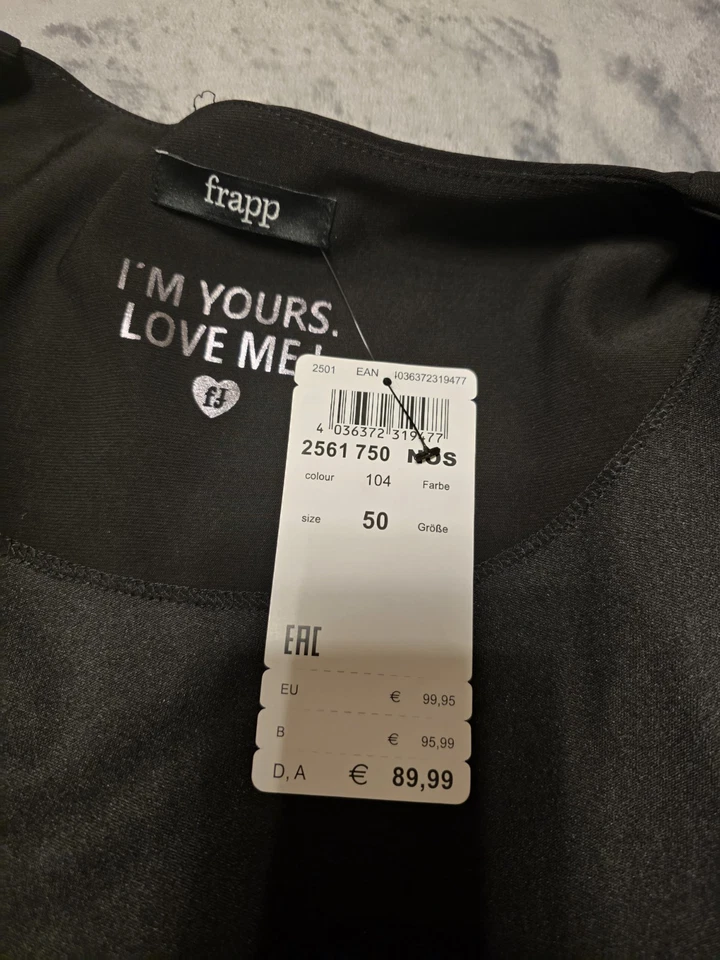 frapp
I´M YOURS.
LOVE ME !
fJ
2501 EAN 4036372319477
4 036372 319477
2561 750 NOS
colour 104 Farbe
size 50 Größe
EAC
EU € 99,95
B € 95,99
D, A € 89,99